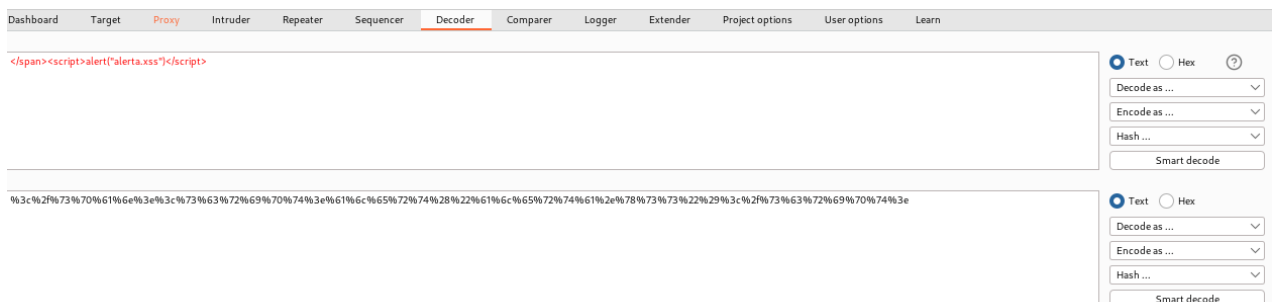 Dashboard Target Proxy Intruder Repeater Sequencer Decoder Comparer Logger Extender Project options User options Learn
</span><script>alert("alerta.xss")</script>
Text Hex ?
Decode as ...
Encode as ...
Hash ...
Smart decode
%3c%2f%73%70%61%6e%3e%3c%73%63%72%69%70%74%3e%61%6c%65%72%74%28%22%61%6c%65%72%74%61%2e%78%73%73%22%29%3c%2f%73%63%72%69%70%74%3e
Text Hex
Decode as ...
Encode as ...
Hash ...
Smart decode